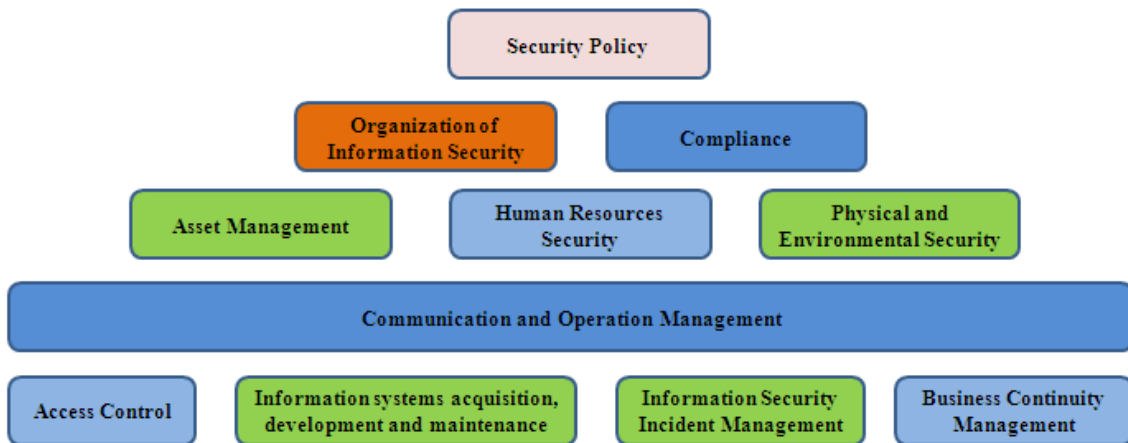 Security Policy
Organization of
Information Security
Compliance
Asset Management
Human Resources
Security
Physical and
Environmental Security
Communication and Operation Management
Access Control
Information systems acquisition,
development and maintenance
Information Security
Incident Management
Business Continuity
Management